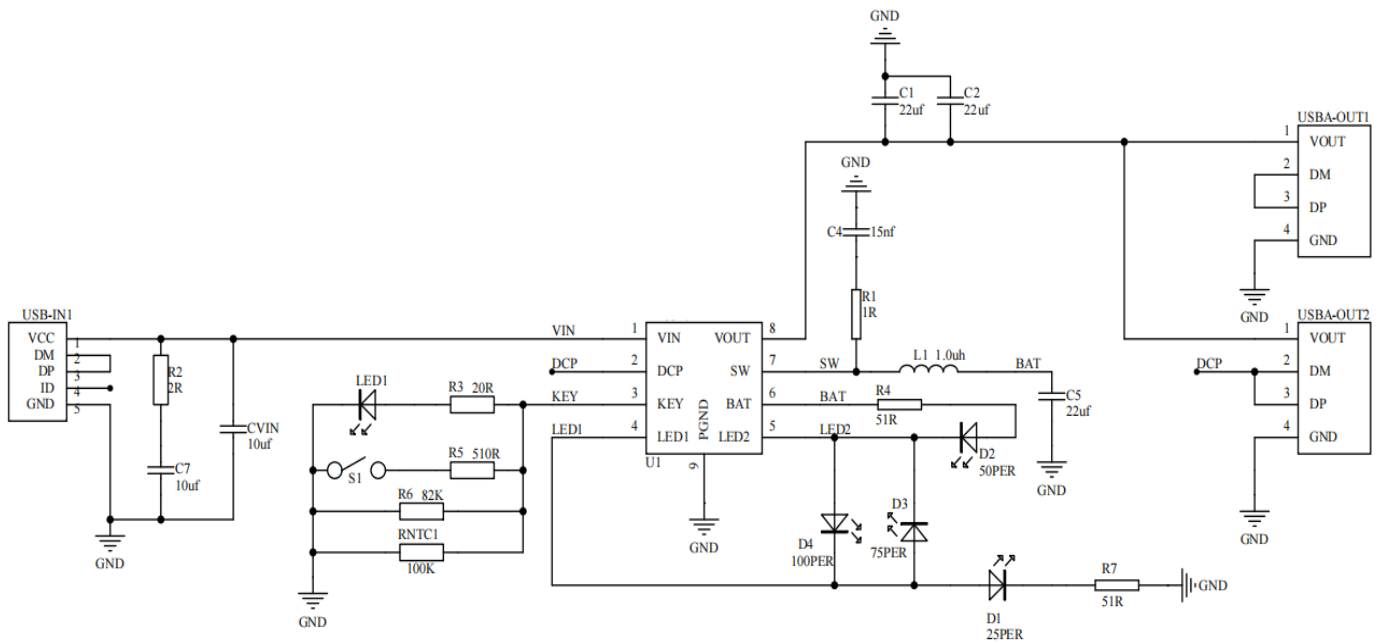 GND
C1
22uf
C2
22uf
USBA-OUT1
1
VOUT
2
DM
3
DP
4
GND
GND
GND
C4
15nf
R1
1R
USB-IN1
VCC
1
DM
2
DP
3
ID
4
GND
5
R2
2R
C7
10uf
CVIN
10uf
GND
VIN
DCP
KEY
LED1
1
2
3
4
VIN
DCP
KEY
LED1
PGND
9
U1
VOUT
SW
BAT
LED2
8
7
6
5
GND
SW
L1 1.0uh
BAT
BAT
R4
51R
C5
22uf
GND
LED2
D2
50PER
LED1
R3 20R
S1
R5 510R
R6 82K
RNTC1
100K
GND
D4
100PER
D3
75PER
D1
25PER
R7
51R
GND
USBA-OUT2
1
VOUT
DCP
2
DM
3
DP
4
GND
GND